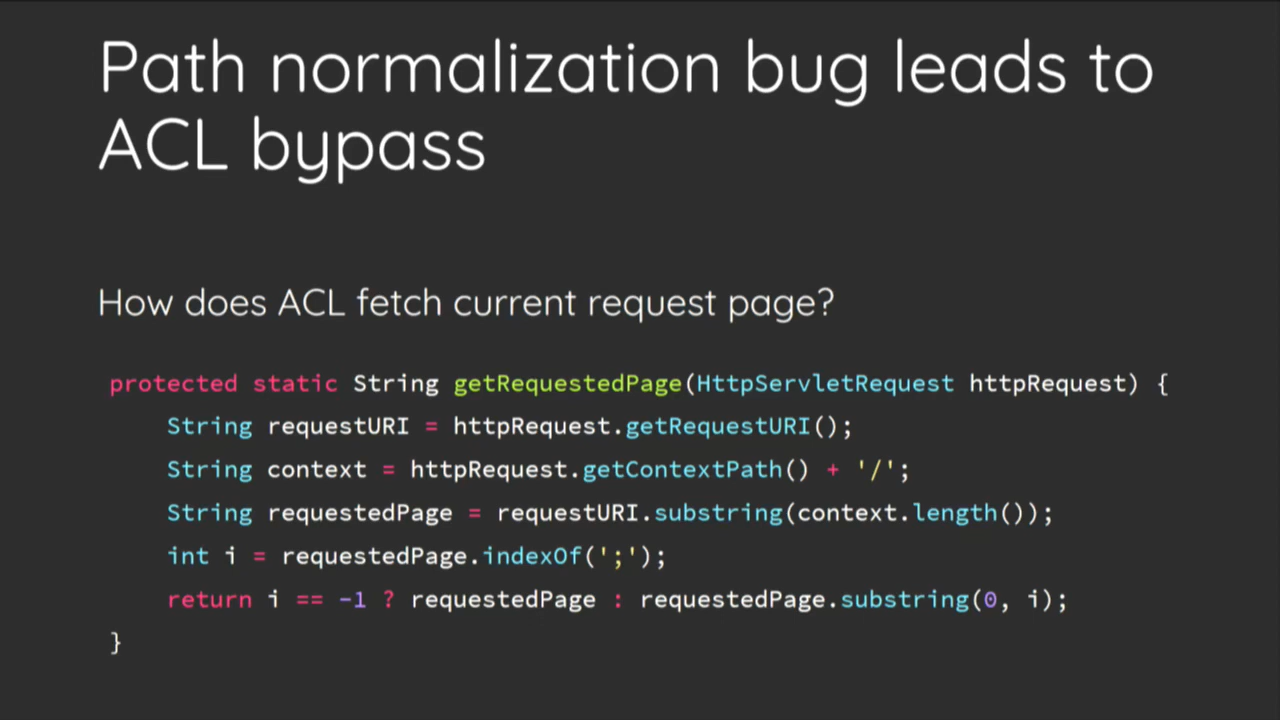 Path normalization bug leads to
ACL bypass
How does ACL fetch current request page?
protected static String getRequestedPage(HttpServletRequest httpRequest) {
    String requestURI = httpRequest.getRequestURI();
    String context = httpRequest.getContextPath() + '/';
    String requestedPage = requestURI.substring(context.length());
    int i = requestedPage.indexOf(';');
    return i == -1 ? requestedPage : requestedPage.substring(0, i);
}